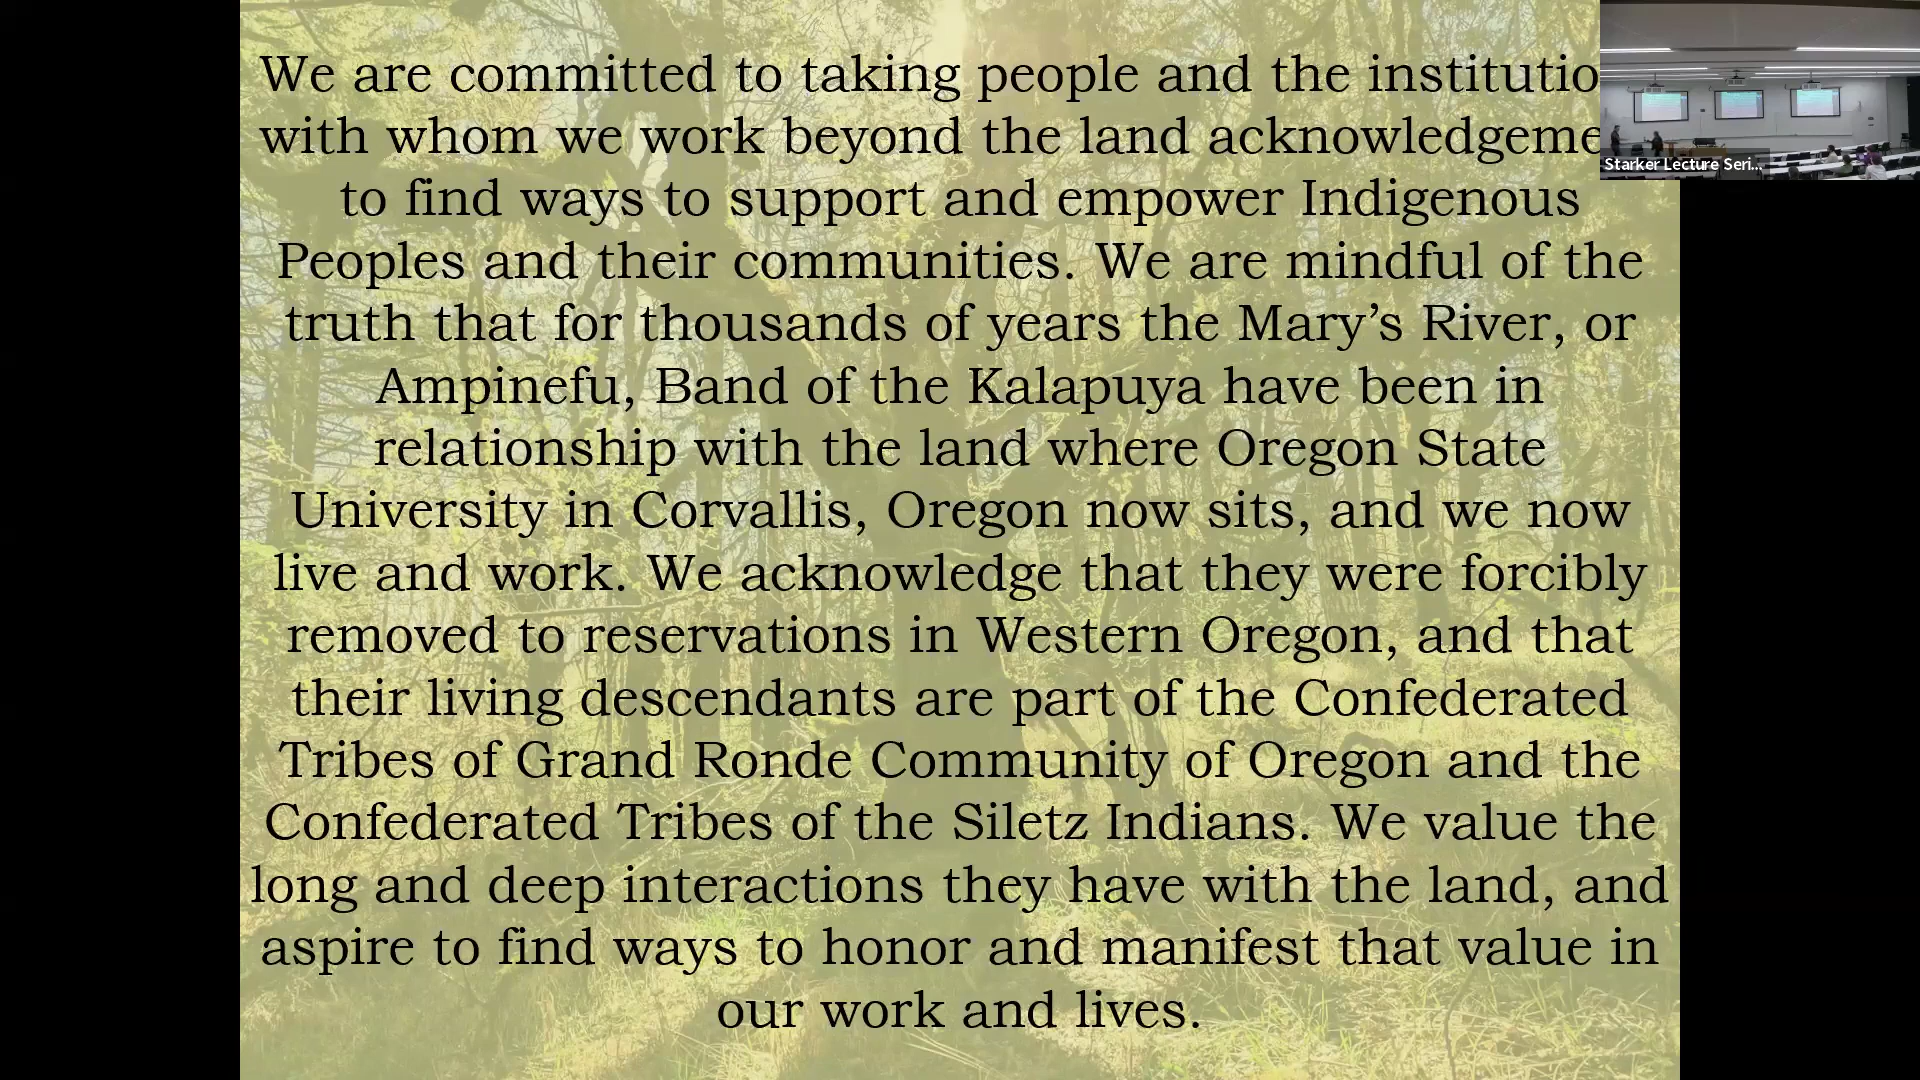 We are committed to taking people and the institutio
with whom we work beyond the land acknowledgeme
to find ways to support and empower Indigenous
Peoples and their communities. We are mindful of the
truth that for thousands of years the Mary’s River, or
Ampinefu, Band of the Kalapuya have been in
relationship with the land where Oregon State
University in Corvallis, Oregon now sits, and we now
live and work. We acknowledge that they were forcibly
removed to reservations in Western Oregon, and that
their living descendants are part of the Confederated
Tribes of Grand Ronde Community of Oregon and the
Confederated Tribes of the Siletz Indians. We value the
long and deep interactions they have with the land, and
aspire to find ways to honor and manifest that value in
our work and lives.
Starker Lecture Seri...